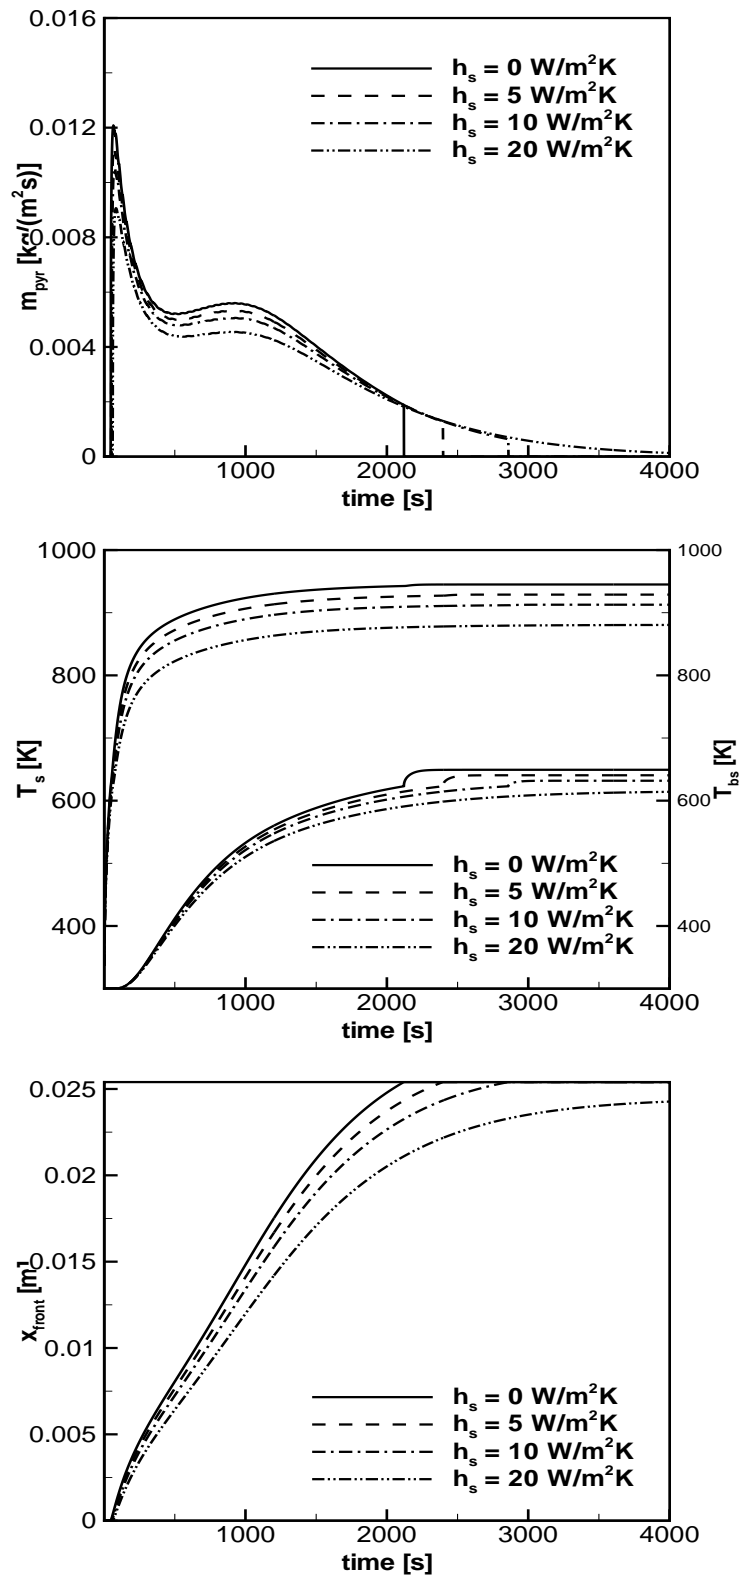 0.016
0.012
0.008
0.004
0
m_pyr [kg/(m²s)]
h_s = 0 W/m²K
h_s = 5 W/m²K
h_s = 10 W/m²K
h_s = 20 W/m²K
1000 2000 3000 4000
time [s]
1000
800
600
400
T_s [K]
1000
800
600
400
T_bs [K]
h_s = 0 W/m²K
h_s = 5 W/m²K
h_s = 10 W/m²K
h_s = 20 W/m²K
1000 2000 3000 4000
time [s]
0.025
0.02
0.015
0.01
0.005
0
x_front [m]
h_s = 0 W/m²K
h_s = 5 W/m²K
h_s = 10 W/m²K
h_s = 20 W/m²K
1000 2000 3000 4000
time [s]